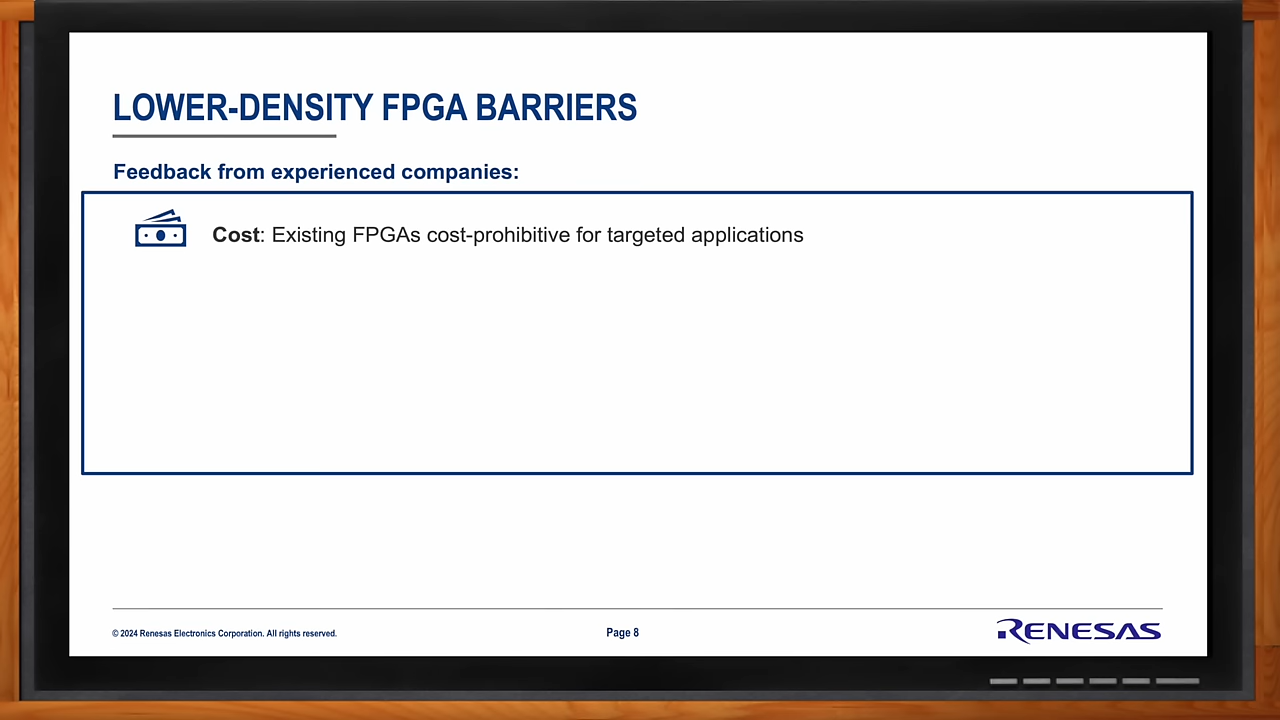 LOWER-DENSITY FPGA BARRIERS
Feedback from experienced companies:
Cost: Existing FPGAs cost-prohibitive for targeted applications
© 2024 Renesas Electronics Corporation. All rights reserved.
Page 8
RENESAS